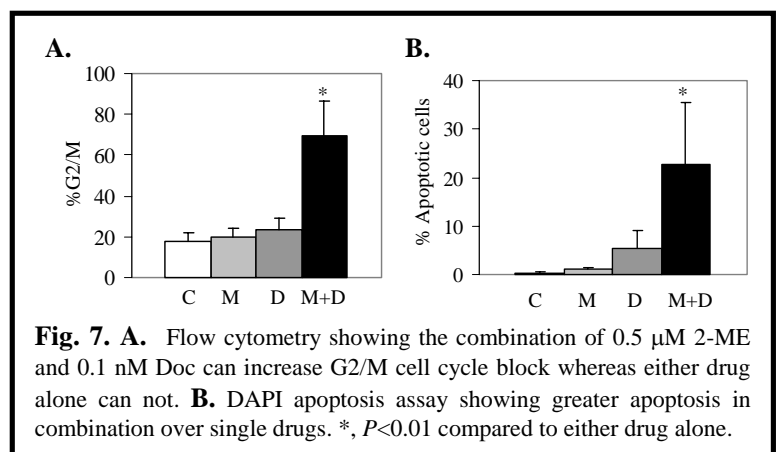 A.
100
80
60
40
20
0
%G2/M
*
C M D M+D
B.
40
30
20
10
0
% Apoptotic cells
*
C M D M+D
Fig. 7. A. Flow cytometry showing the combination of 0.5 μM 2-ME
and 0.1 nM Doc can increase G2/M cell cycle block whereas either drug
alone can not. B. DAPI apoptosis assay showing greater apoptosis in
combination over single drugs. *, P<0.01 compared to either drug alone.